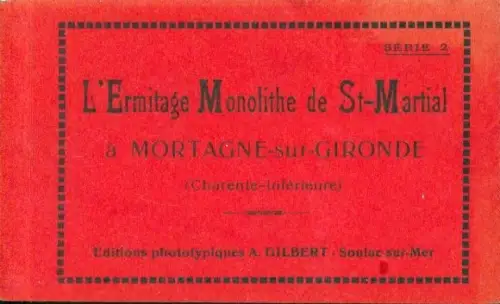 SÉRIE 2
L'Ermitage Monolithe de St-Martial
à MORTAGNE-sur-GIRONDE
(Charente-Inférieure)
Editions phototypiques A. GILBERT - Soulac-sur-Mer